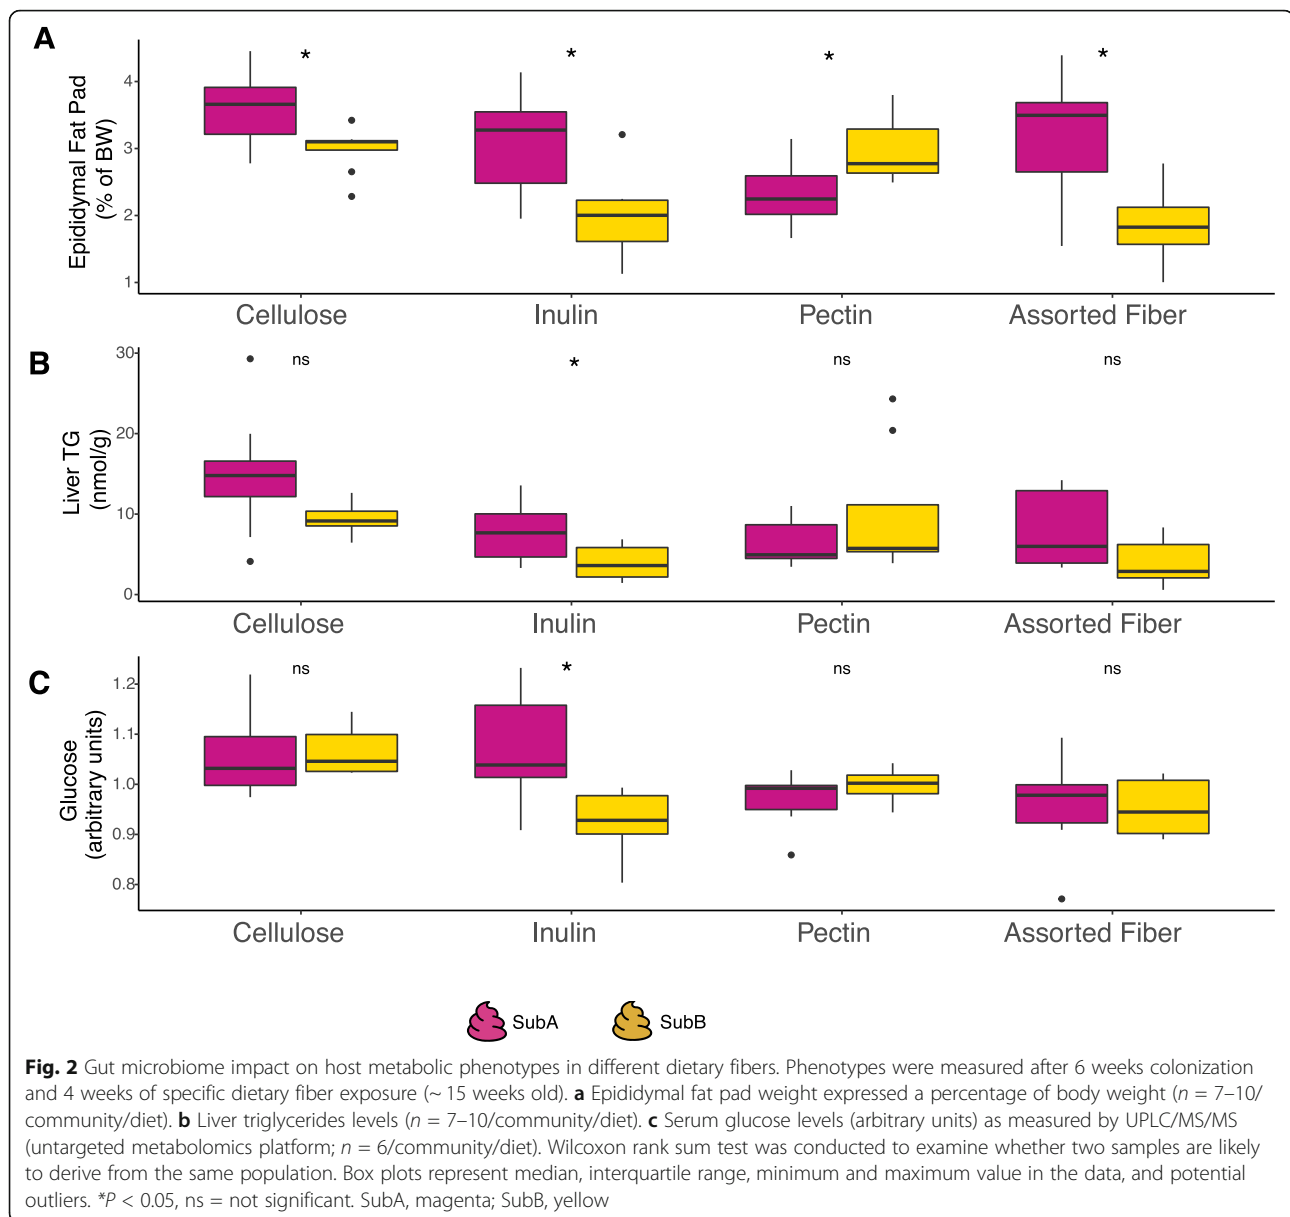 A
Epididymal Fat Pad
(% of BW)
4
3
2
1
*
*
*
*
Cellulose
Inulin
Pectin
Assorted Fiber
B
Liver TG
(nmol/g)
30
20
10
0
ns
*
ns
ns
Cellulose
Inulin
Pectin
Assorted Fiber
C
Glucose
(arbitrary units)
1.2
1.1
1.0
0.9
0.8
ns
*
ns
ns
Cellulose
Inulin
Pectin
Assorted Fiber
SubA
SubB
Fig. 2 Gut microbiome impact on host metabolic phenotypes in different dietary fibers. Phenotypes were measured after 6 weeks colonization
and 4 weeks of specific dietary fiber exposure (~ 15 weeks old). a Epididymal fat pad weight expressed a percentage of body weight (n = 7–10/
community/diet). b Liver triglycerides levels (n = 7–10/community/diet). c Serum glucose levels (arbitrary units) as measured by UPLC/MS/MS
(untargeted metabolomics platform; n = 6/community/diet). Wilcoxon rank sum test was conducted to examine whether two samples are likely
to derive from the same population. Box plots represent median, interquartile range, minimum and maximum value in the data, and potential
outliers. *P < 0.05, ns = not significant. SubA, magenta; SubB, yellow